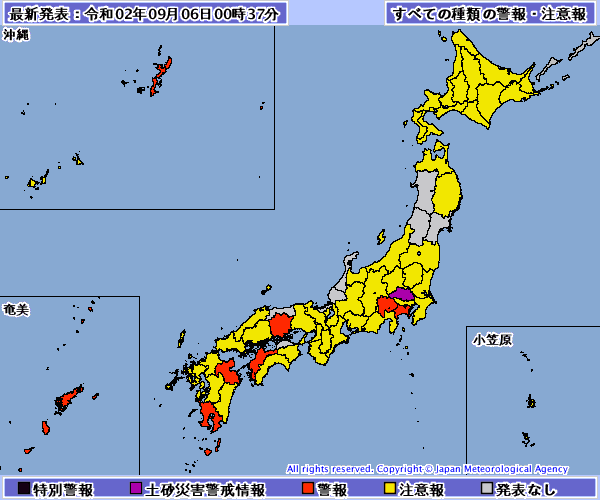 最新発表：令和02年09月06日00時37分
すべての種類の警報・注意報
沖縄
奄美
小笠原
All rights reserved. Copyright © Japan Meteorological Agency
特別警報 土砂災害警戒情報 警報 注意報 発表なし